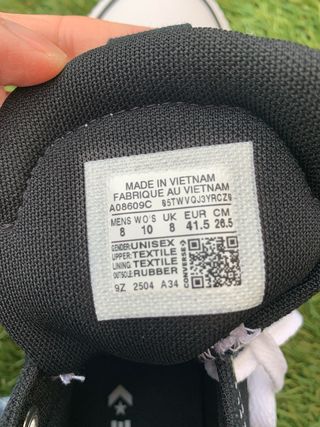 MADE IN VIETNAM
FABRIQUE AU VIETNAM
A08609C
MENS WO'S UK EUR CM
8 10 8 41.5 26.5
GENDER: UNISEX
UPPER: TEXTILE
LINING: TEXTILE
OUTSOLE: RUBBER
CONVERSE®
9Z 2504 A34